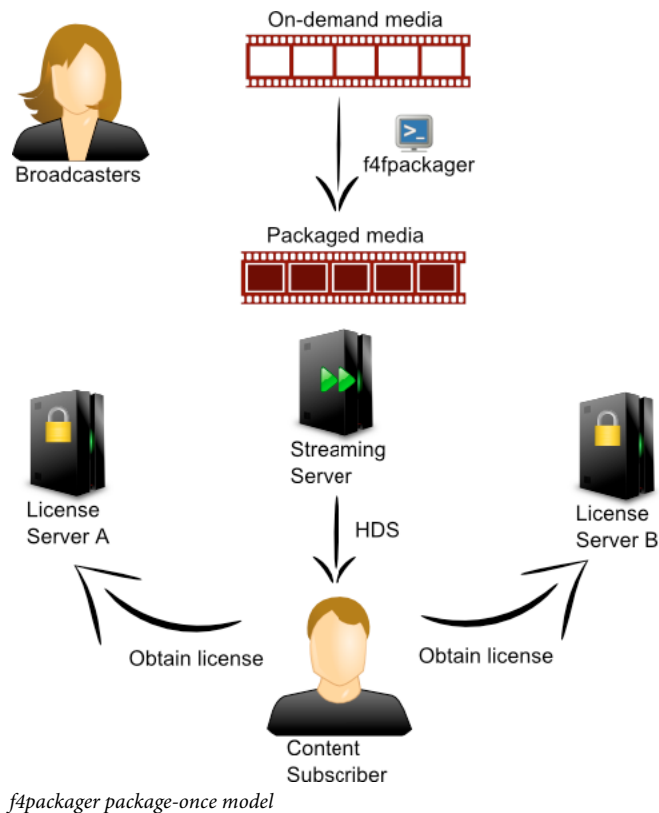 On-demand media
>_
f4fpackager
Broadcasters
Packaged media
Streaming
Server
License
Server A
License
Server B
HDS
Obtain license
Obtain license
Content
Subscriber
f4packager package-once model